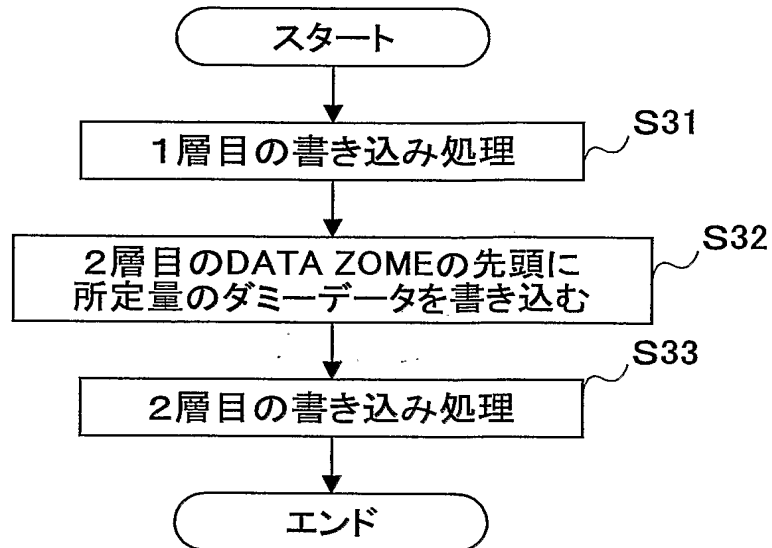 スタート
S31
1層目の書き込み処理
S32
2層目のDATA ZOMEの先頭に
所定量のダミーデータを書き込む
S33
2層目の書き込み処理
エンド